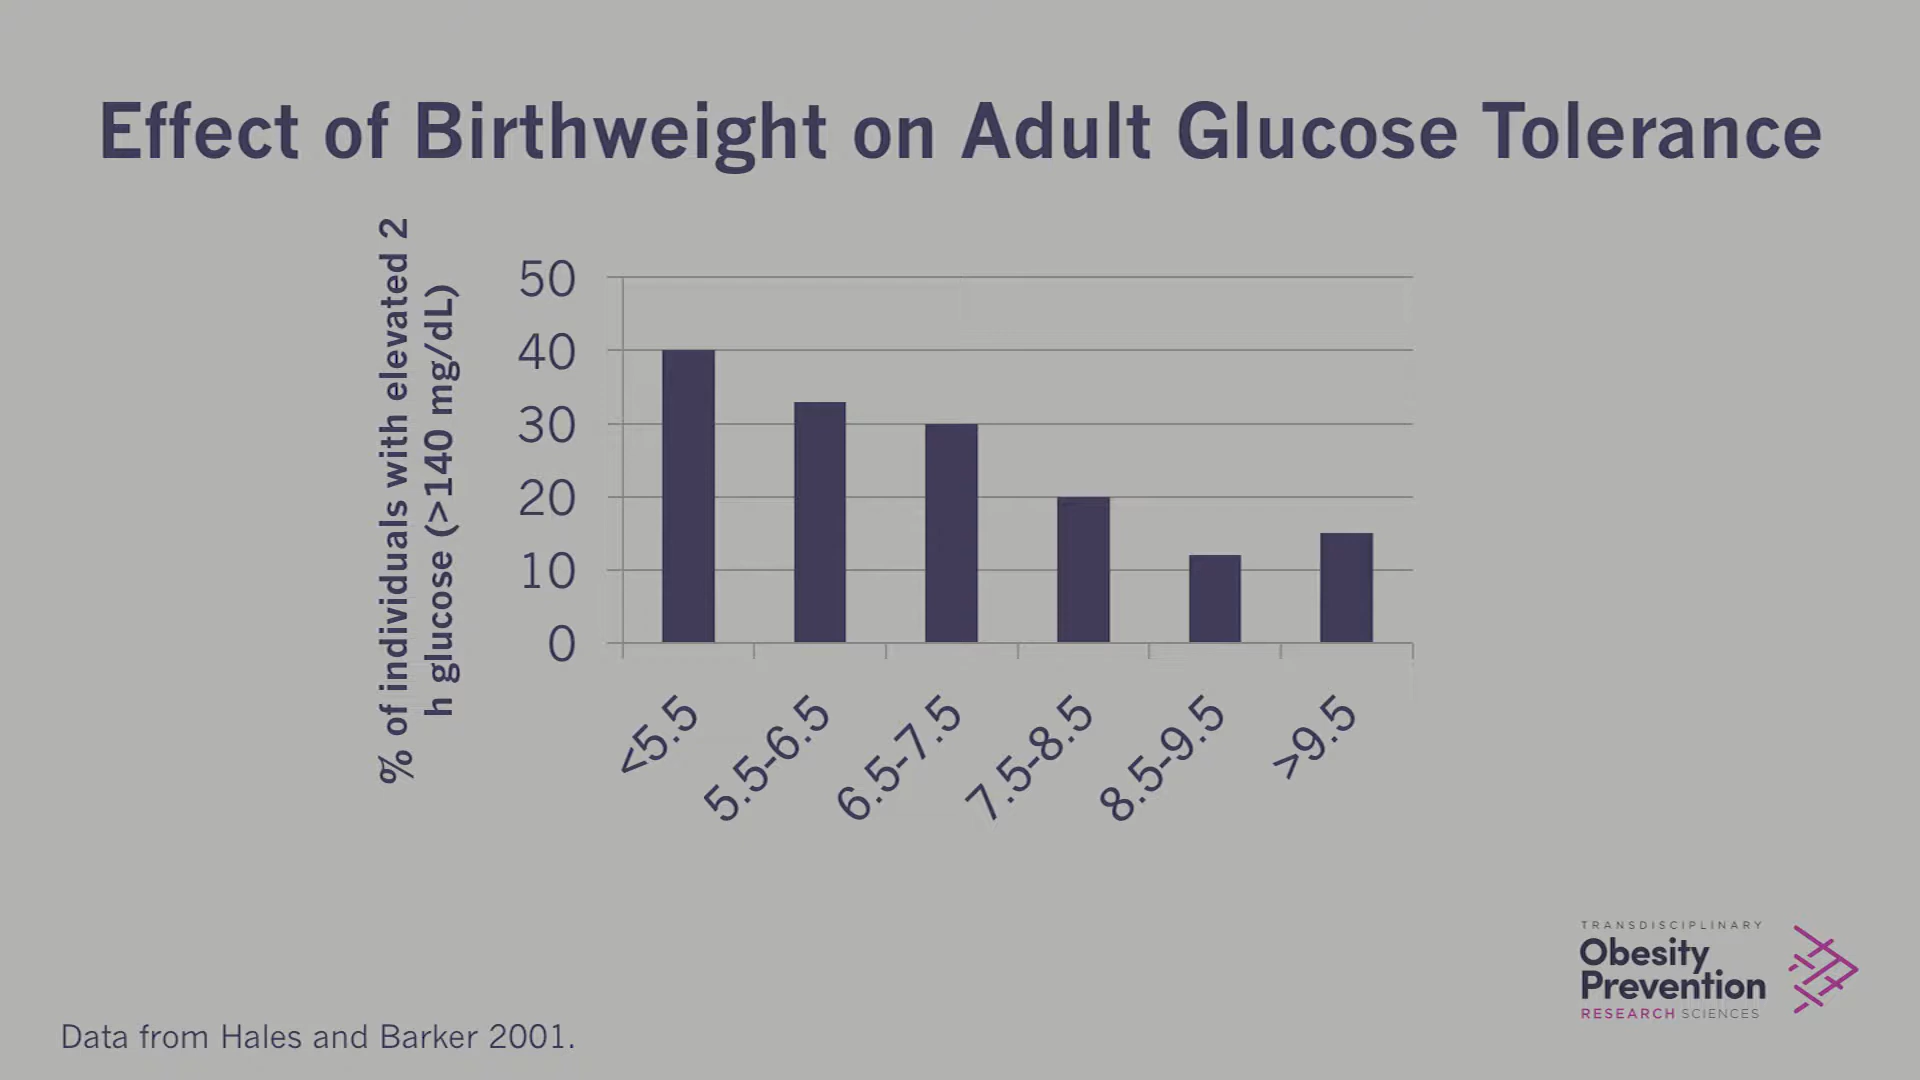 Effect of Birthweight on Adult Glucose Tolerance
% of individuals with elevated 2
h glucose (>140 mg/dL)
50
40
30
20
10
0
<5.5
5.5-6.5
6.5-7.5
7.5-8.5
8.5-9.5
>9.5
TRANSDISCIPLINARY
Obesity
Prevention
RESEARCH SCIENCES
Data from Hales and Barker 2001.